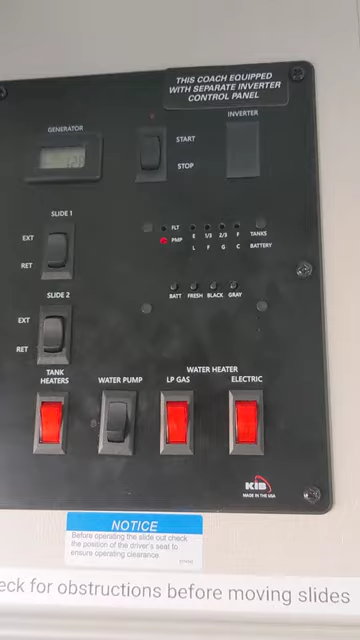 THIS COACH EQUIPPED
WITH SEPARATE INVERTER
CONTROL PANEL
GENERATOR
INVERTER
START
STOP
SLIDE 1
EXT
RET
FLT
E 1/3 2/3 F TANKS
PMP
L F G C BATTERY
SLIDE 2
EXT
RET
BATT FRESH BLACK GRAY
TANK
HEATERS
WATER PUMP
WATER HEATER
LP GAS
ELECTRIC
KIB
MADE IN THE USA
NOTICE
Before operating the slide out check
the position of the driver's seat to
ensure operating clearance.
eck for obstructions before moving slides